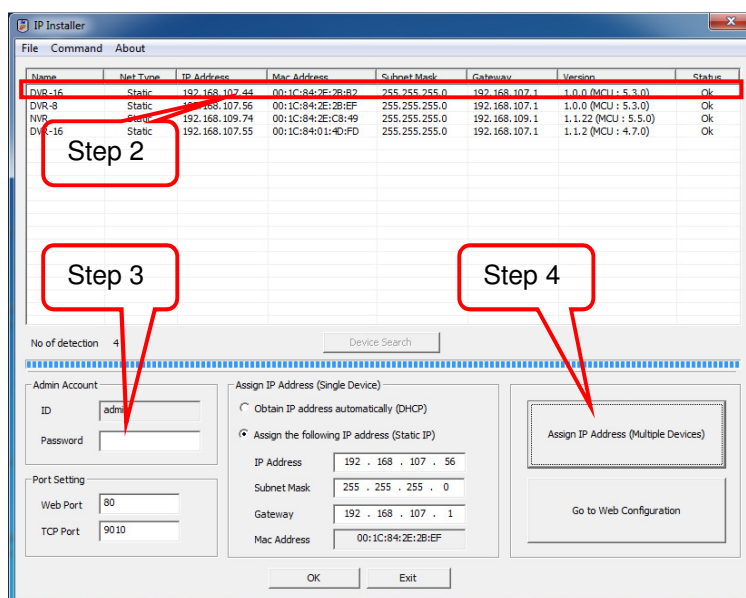 IP Installer
File Command About
Name Net Type IP Address Mac Address Subnet Mask Gateway Version Status
DVR-16 Static 192.168.107.44 00:1C:84:2E:2B:B2 255.255.255.0 192.168.107.1 1.0.0 (MCU : 5.3.0) Ok
DVR-8 Static 192.168.107.56 00:1C:84:2E:2B:EF 255.255.255.0 192.168.107.1 1.0.0 (MCU : 5.3.0) Ok
NVR Static 192.168.109.74 00:1C:84:2E:C8:49 255.255.255.0 192.168.109.1 1.1.22 (MCU : 5.5.0) Ok
DVR-16 Static 192.168.107.55 00:1C:84:01:4D:FD 255.255.255.0 192.168.107.1 1.1.2 (MCU : 4.7.0) Ok
Step 2
Step 3
Step 4
No of detection 4
Device Search
Admin Account
ID admin
Password
Port Setting
Web Port 80
TCP Port 9010
Assign IP Address (Single Device)
Obtain IP address automatically (DHCP)
Assign the following IP address (Static IP)
IP Address 192 . 168 . 107 . 56
Subnet Mask 255 . 255 . 255 . 0
Gateway 192 . 168 . 107 . 1
Mac Address 00:1C:84:2E:2B:EF
Assign IP Address (Multiple Devices)
Go to Web Configuration
OK Exit